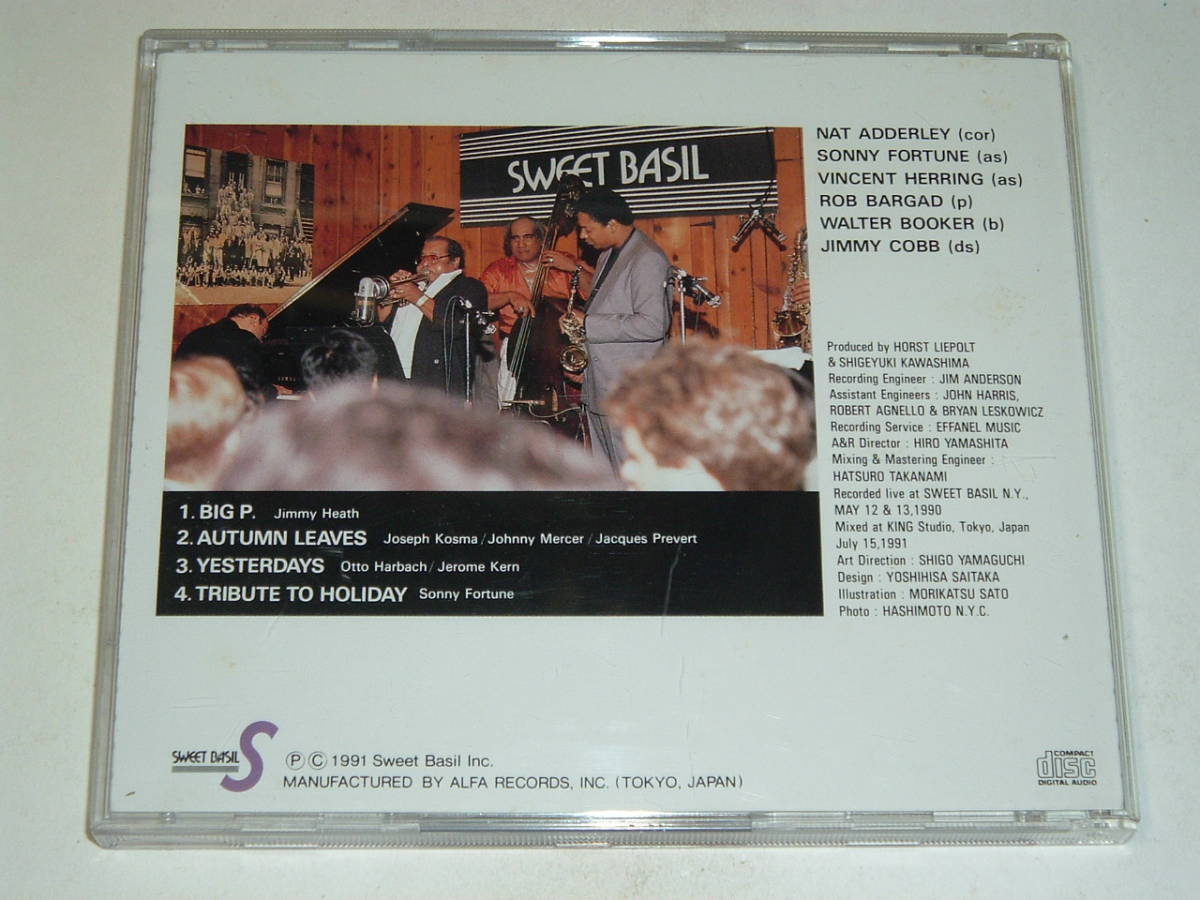 SWEET BASIL
NAT ADDERLEY (cor)
SONNY FORTUNE (as)
VINCENT HERRING (as)
ROB BARGAD (p)
WALTER BOOKER (b)
JIMMY COBB (ds)
Produced by HORST LIEPOLT
& SHIGEYUKI KAWASHIMA
Recording Engineer : JIM ANDERSON
Assistant Engineers : JOHN HARRIS,
ROBERT AGNELLO & BRYAN LESKOWICZ
Recording Service : EFFANEL MUSIC
A&R Director : HIRO YAMASHITA
Mixing & Mastering Engineer :
HATSURO TAKANAMI
Recorded live at SWEET BASIL N.Y.,
MAY 12 & 13,1990
Mixed at KING Studio, Tokyo, Japan
July 15,1991
Art Direction : SHIGO YAMAGUCHI
Design : YOSHIHISA SAITAKA
Illustration : MORIKATSU SATO
Photo : HASHIMOTO N.Y.C.
1. BIG P. Jimmy Heath
2. AUTUMN LEAVES Joseph Kosma/Johnny Mercer/Jacques Prevert
3. YESTERDAYS Otto Harbach/Jerome Kern
4. TRIBUTE TO HOLIDAY Sonny Fortune
SWEET BASIL S
ⓅⒸ 1991 Sweet Basil Inc.
MANUFACTURED BY ALFA RECORDS, INC. (TOKYO, JAPAN)
COMPACT
disc
DIGITAL AUDIO